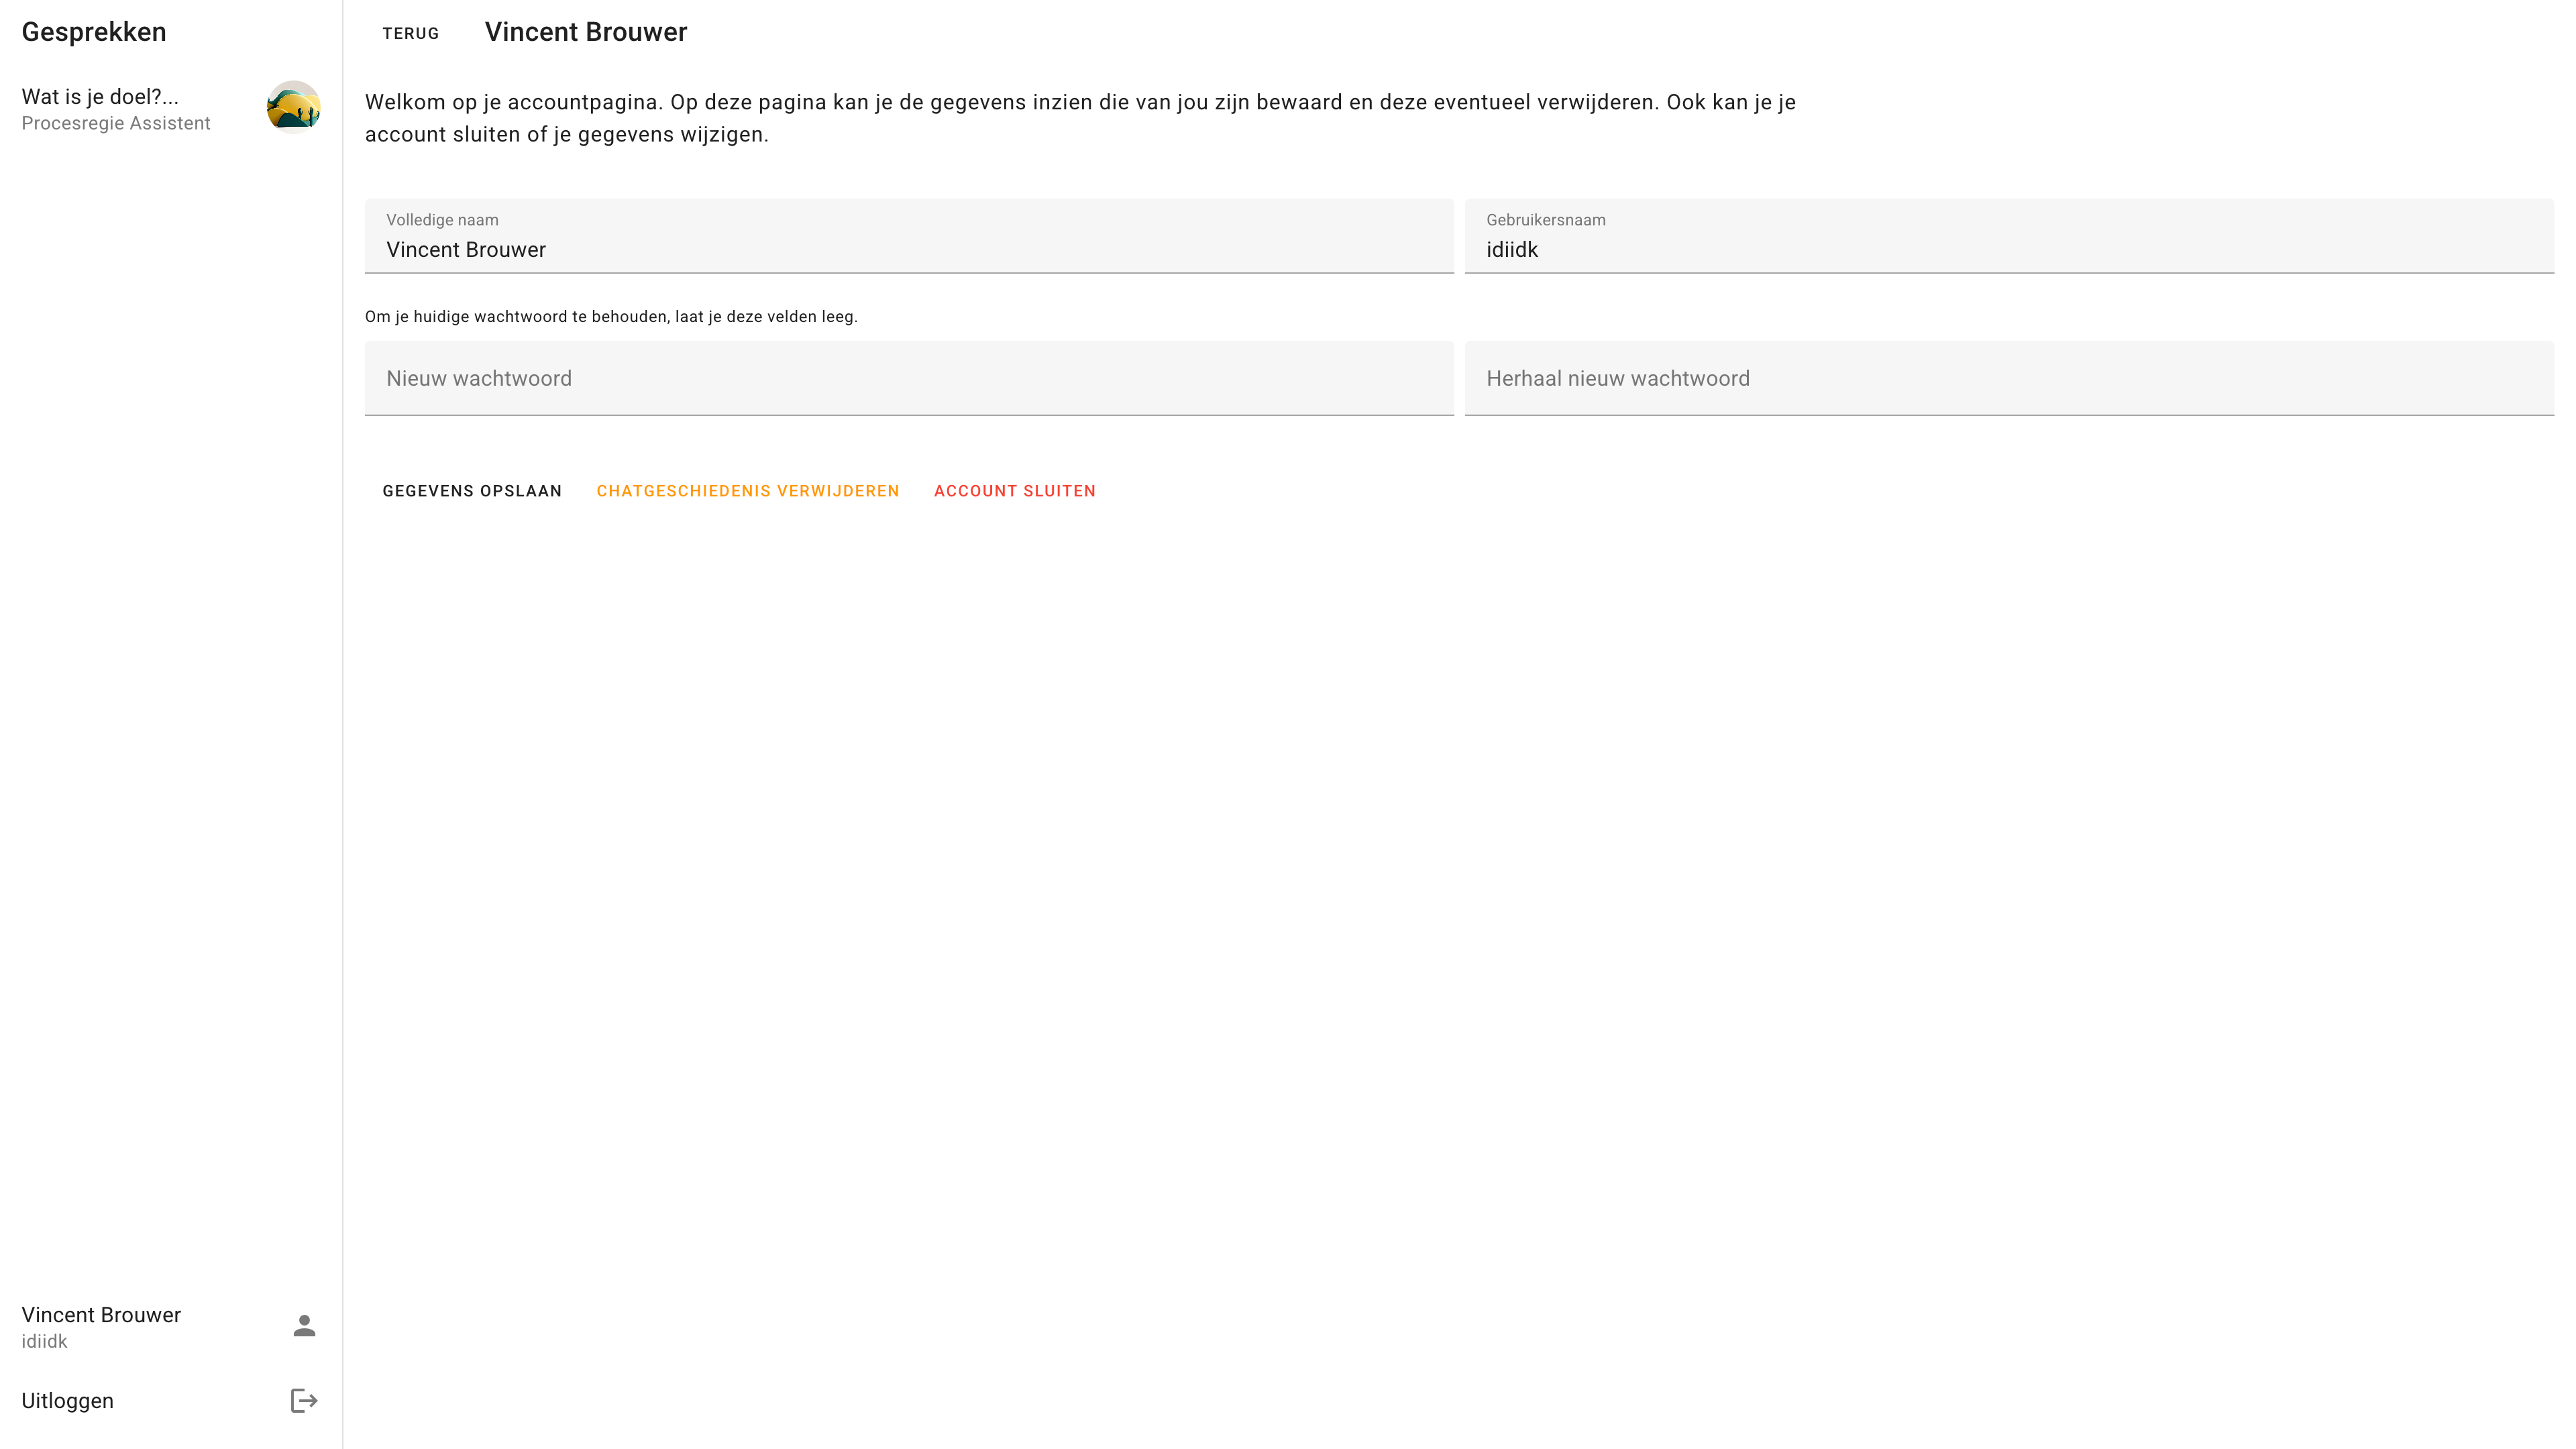 Gesprekken
Wat is je doel?...
Procesregie Assistent
Vincent Brouwer
idiidk
Uitloggen
TERUG
Vincent Brouwer
Welkom op je accountpagina. Op deze pagina kan je de gegevens inzien die van jou zijn bewaard en deze eventueel verwijderen. Ook kan je je
account sluiten of je gegevens wijzigen.
Volledige naam
Vincent Brouwer
Gebruikersnaam
idiidk
Om je huidige wachtwoord te behouden, laat je deze velden leeg.
Nieuw wachtwoord
Herhaal nieuw wachtwoord
GEGEVENS OPSLAAN
CHATGESCHIEDENIS VERWIJDEREN
ACCOUNT SLUITEN